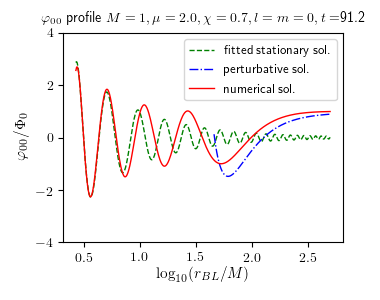 φ₀₀ profile M = 1, μ = 2.0, χ = 0.7, l = m = 0, t =91.2
φ₀₀/Φ₀
4
2
0
−2
−4
fitted stationary sol.
perturbative sol.
numerical sol.
0.5 1.0 1.5 2.0 2.5
log₁₀(r_BL/M)